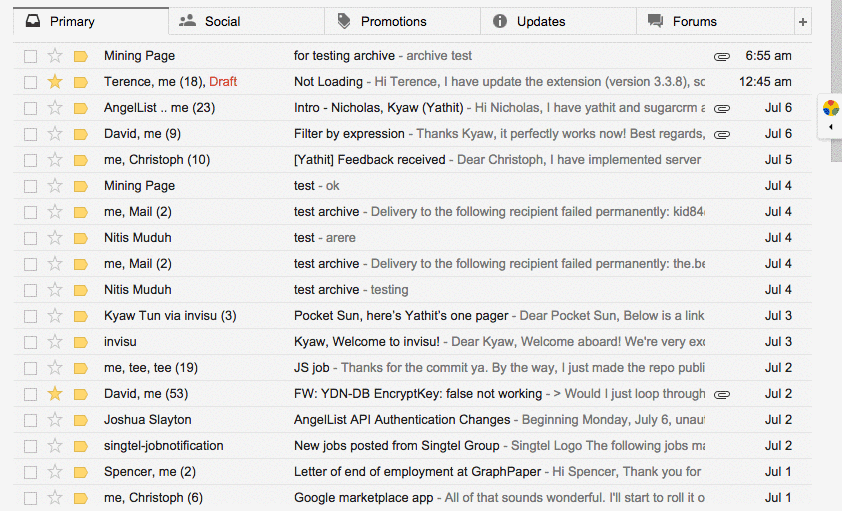 Primary Social Promotions Updates Forums +
Mining Page for testing archive - archive test 6:55 am
Terence, me (18), Draft Not Loading - Hi Terence, I have update the extension (version 3.3.8), 12:45 am
AngelList .. me (23) Intro - Nicholas, Kyaw (Yathit) - Hi Nicholas, I have yathit and sugarcrm Jul 6
David, me (9) Filter by expression - Thanks Kyaw, it perfectly works now! Best regards, Jul 6
me, Christoph (10) [Yathit] Feedback received - Dear Christoph, I have implemented server Jul 5
Mining Page test - ok Jul 4
me, Mail (2) test archive - Delivery to the following recipient failed permanently: kid84 Jul 4
Nitis Muduh test - arere Jul 4
me, Mail (2) test archive - Delivery to the following recipient failed permanently: the.be Jul 4
Nitis Muduh test archive - testing Jul 4
Kyaw Tun via invisu (3) Pocket Sun, here's Yathit's one pager - Dear Pocket Sun, Below is a link Jul 3
invisu Kyaw, Welcome to invisu! - Dear Kyaw, Welcome aboard! We're very exc Jul 3
me, tee, tee (19) JS job - Thanks for the commit ya. By the way, I just made the repo publi Jul 2
David, me (53) FW: YDN-DB EncryptKey: false not working - > Would I just loop through Jul 2
Joshua Slayton AngelList API Authentication Changes - Beginning Monday, July 6, unaut Jul 2
singtel-jobnotification New jobs posted from Singtel Group - Singtel Logo The following jobs ma Jul 2
Spencer, me (2) Letter of end of employment at GraphPaper - Hi Spencer, Thank you for Jul 1
me, Christoph (6) Google marketplace app - All of that sounds wonderful. I'll start to roll it o Jul 1